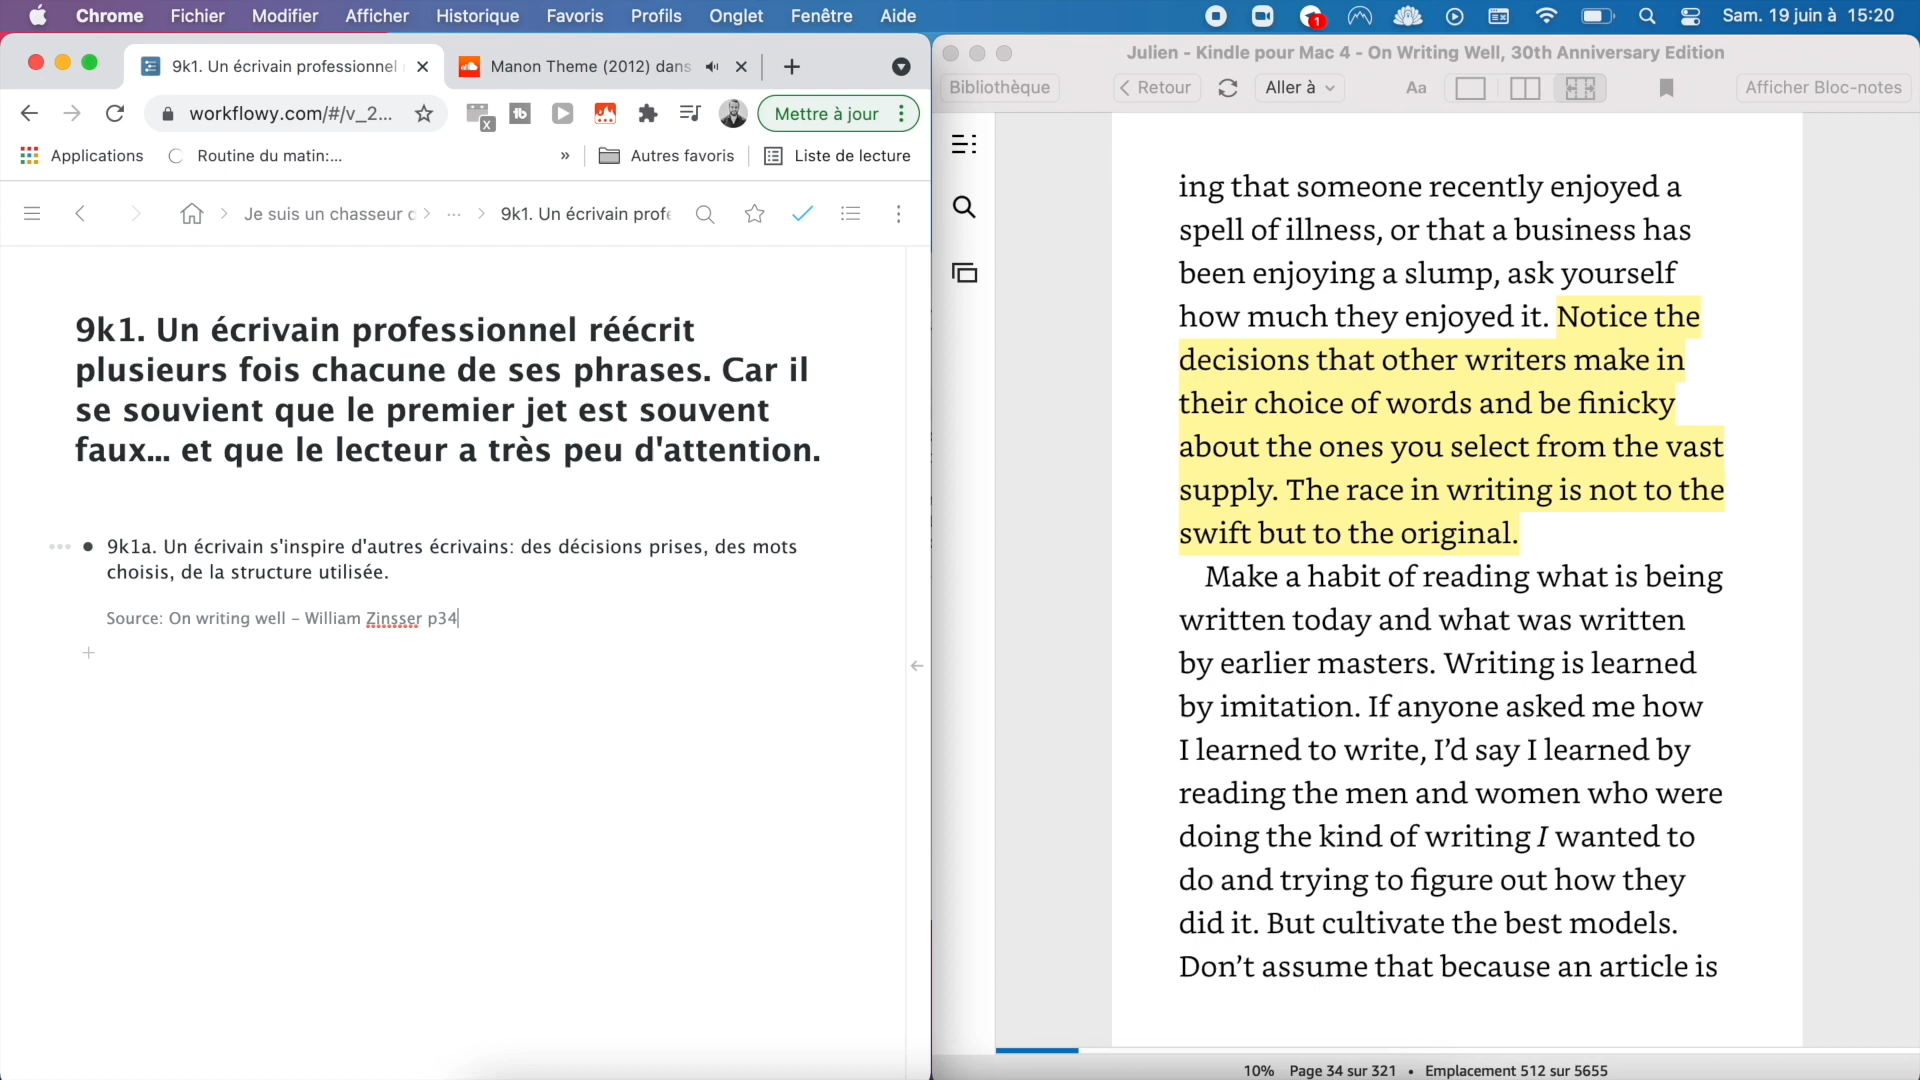 Chrome Fichier Modifier Afficher Historique Favoris Profils Onglet Fenêtre Aide
1
Sam. 19 juin à 15:20
9k1. Un écrivain professionnel
Manon Theme (2012) dans
workflowy.com/#/v_2...
x
tb
Mettre à jour
Applications
Routine du matin:...
»
Autres favoris
Liste de lecture
Je suis un chasseur
...
9k1. Un écrivain profe
9k1. Un écrivain professionnel réécrit
plusieurs fois chacune de ses phrases. Car il
se souvient que le premier jet est souvent
faux... et que le lecteur a très peu d'attention.
9k1a. Un écrivain s'inspire d'autres écrivains: des décisions prises, des mots
choisis, de la structure utilisée.
Source: On writing well - William Zinsser p34
Julien - Kindle pour Mac 4 - On Writing Well, 30th Anniversary Edition
Bibliothèque
Retour
Aller à
Aa
Afficher Bloc-notes
ing that someone recently enjoyed a
spell of illness, or that a business has
been enjoying a slump, ask yourself
how much they enjoyed it. Notice the
decisions that other writers make in
their choice of words and be finicky
about the ones you select from the vast
supply. The race in writing is not to the
swift but to the original.
Make a habit of reading what is being
written today and what was written
by earlier masters. Writing is learned
by imitation. If anyone asked me how
I learned to write, I’d say I learned by
reading the men and women who were
doing the kind of writing I wanted to
do and trying to figure out how they
did it. But cultivate the best models.
Don’t assume that because an article is
10% Page 34 sur 321 • Emplacement 512 sur 5655